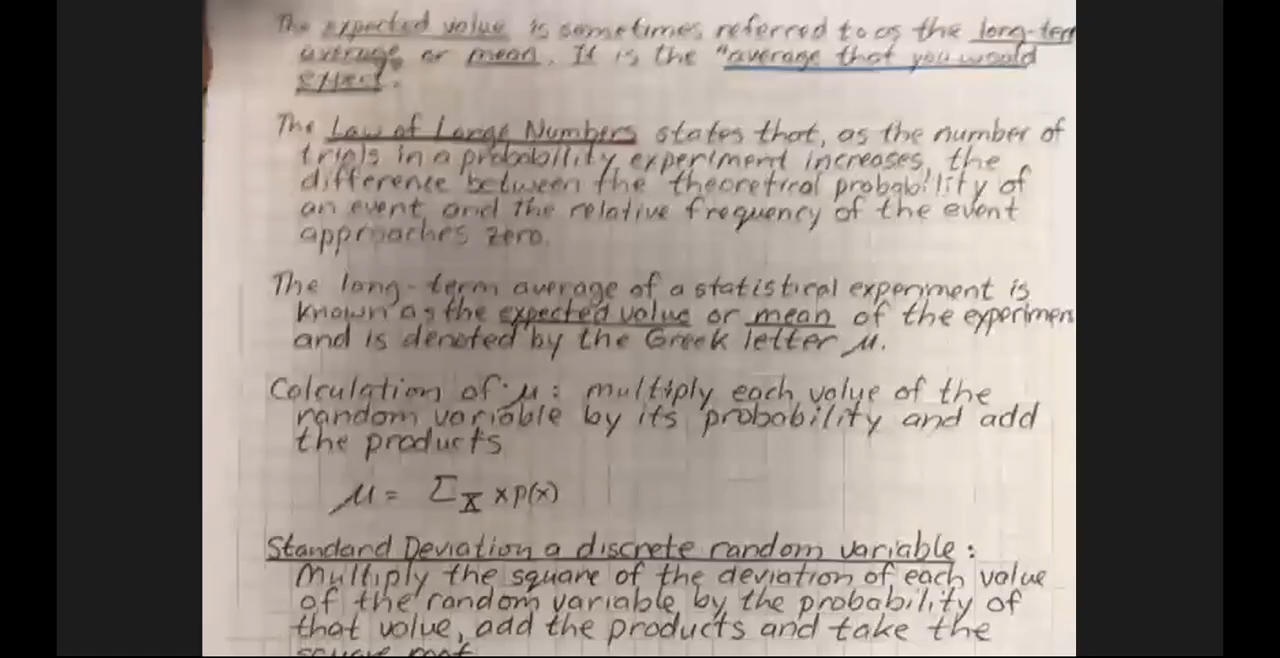 The expected value is sometimes referred to as the long-term
average or mean. It is the "average that you would
expect.
The Law of Large Numbers states that, as the number of
trials in a probability experiment increases, the
difference between the theoretical probability of
an event and the relative frequency of the event
approaches zero.
The long-term average of a statistical experiment is
known as the expected value or mean of the experimen
and is denoted by the Greek letter μ.
Calculation of μ: multiply each value of the
random variable by its probability and add
the products
μ = Σ_X x p(x)
Standard Deviation a discrete random variable:
Multiply the square of the deviation of each value
of the random variable by the probability of
that value, add the products and take the
square root